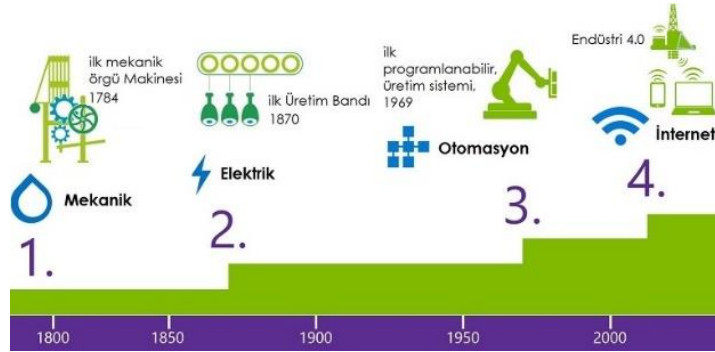 ilk mekanik
örgü Makinesi
1784
Mekanik
1.
ilk Üretim Bandı
1870
Elektrik
2.
ilk
programlanabilir,
üretim sistemi,
1969
Otomasyon
3.
Endüstri 4.0
İnternet
4.
1800
1850
1900
1950
2000